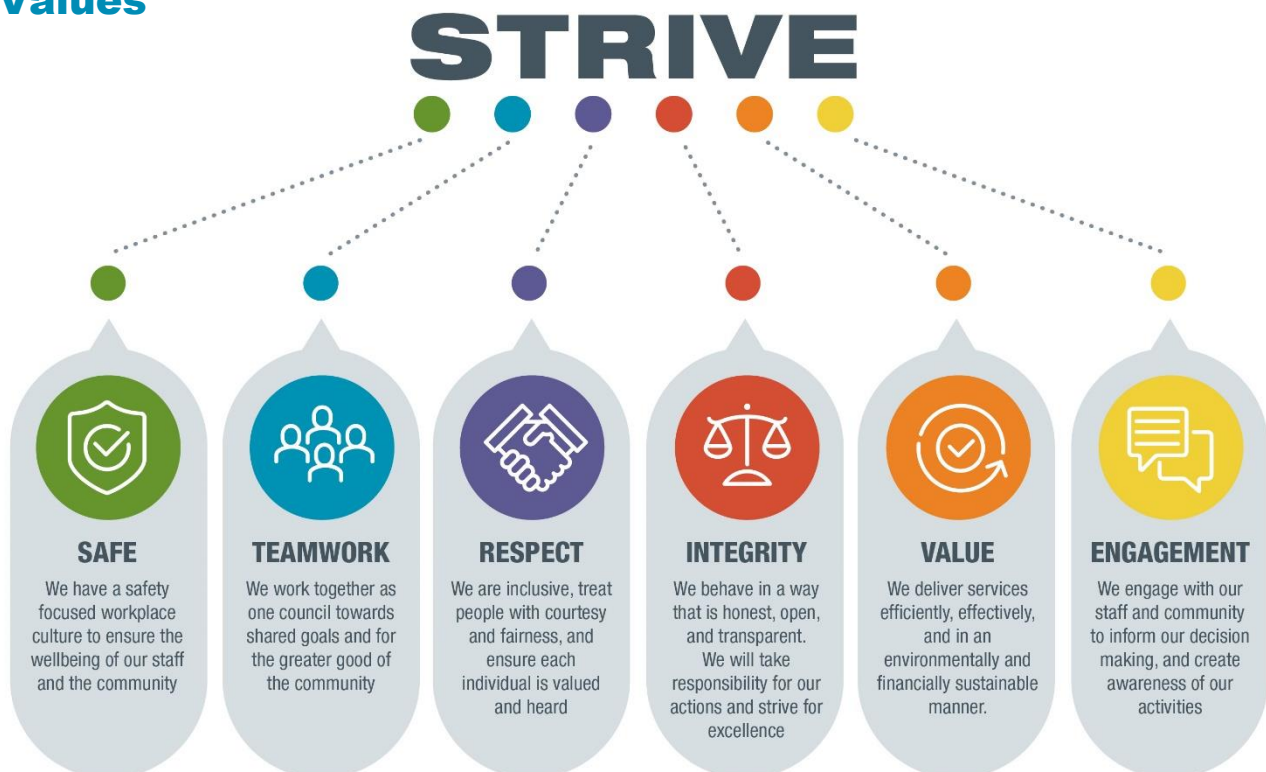 Values
STRIVE
SAFE
We have a safety
focused workplace
culture to ensure the
wellbeing of our staff
and the community
TEAMWORK
We work together as
one council towards
shared goals and for
the greater good of
the community
RESPECT
We are inclusive, treat
people with courtesy
and fairness, and
ensure each
individual is valued
and heard
INTEGRITY
We behave in a way
that is honest, open,
and transparent.
We will take
responsibility for our
actions and strive for
excellence
VALUE
We deliver services
efficiently, effectively,
and in an
environmentally and
financially sustainable
manner.
ENGAGEMENT
We engage with our
staff and community
to inform our decision
making, and create
awareness of our
activities